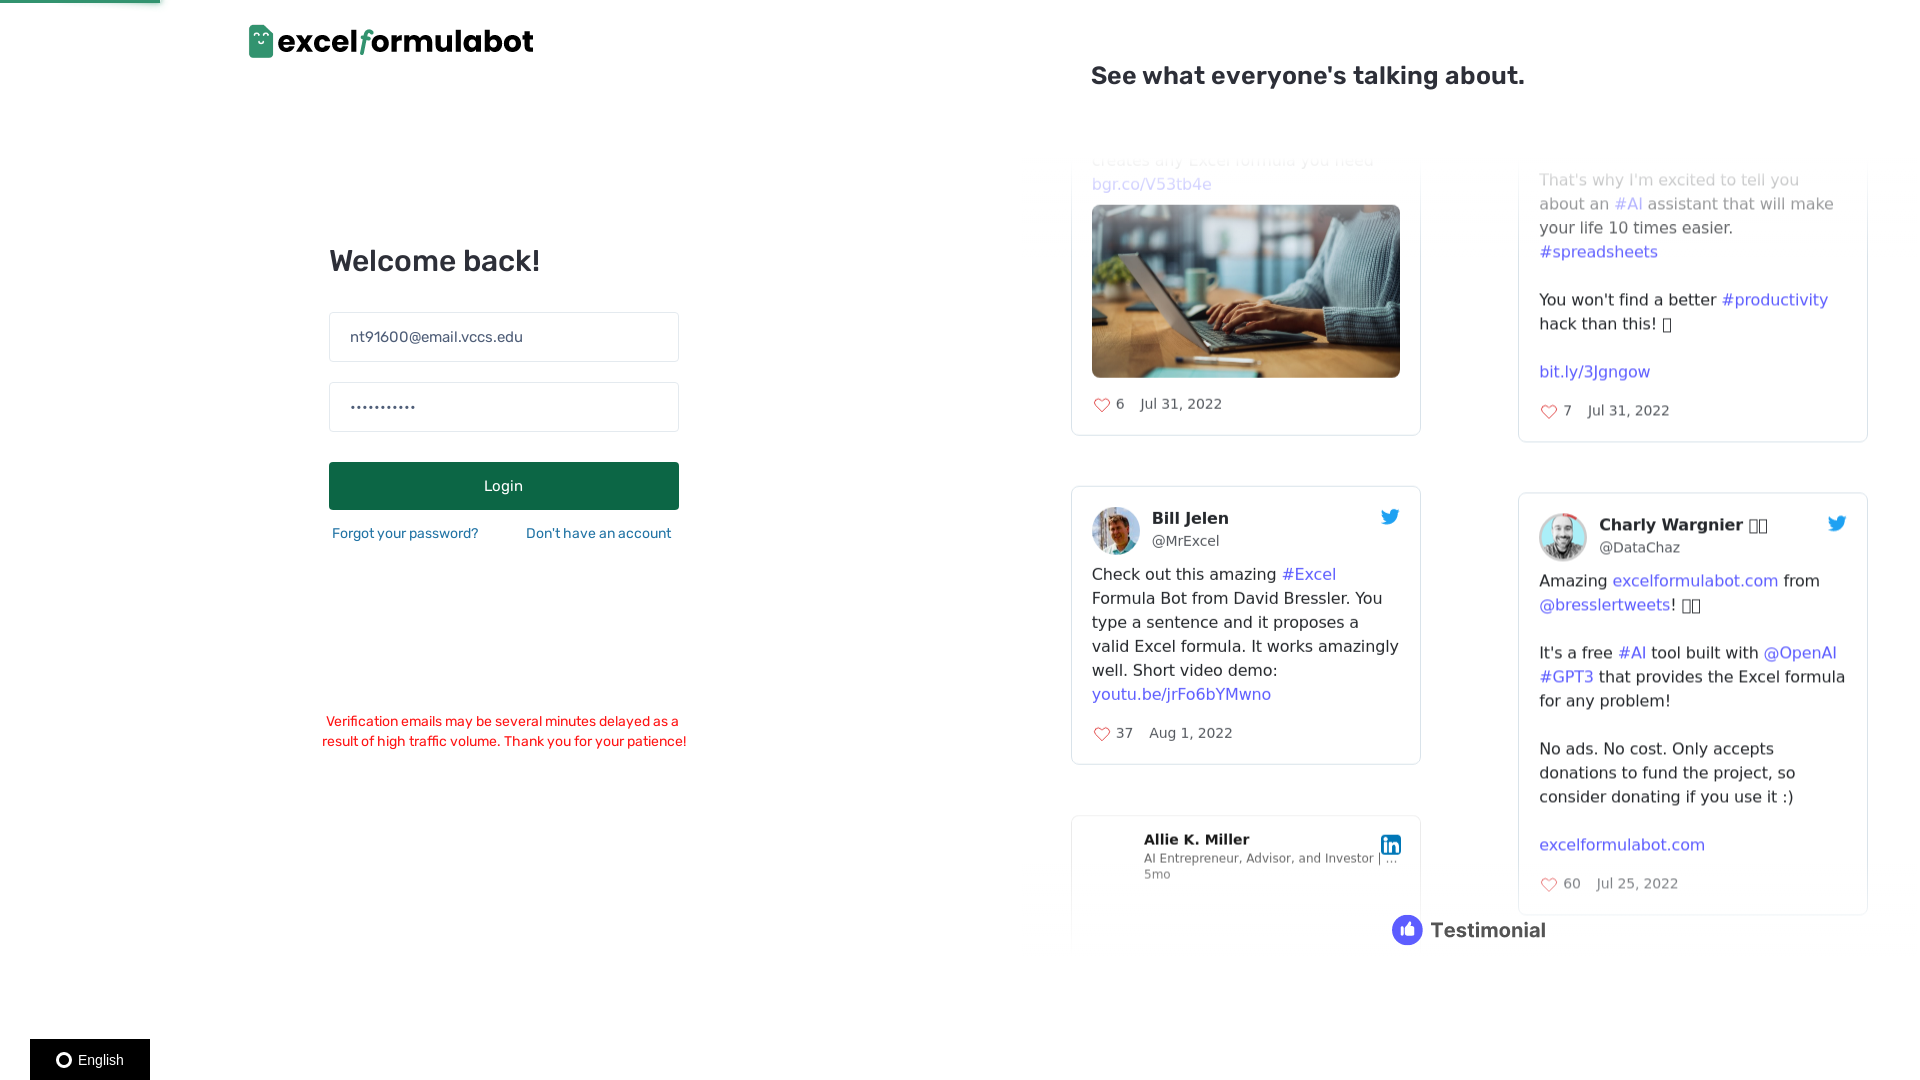 excelformulabot
Welcome back!
nt91600@email.vccs.edu
•••••••••••
Login
Forgot your password?
Don't have an account
Verification emails may be several minutes delayed as a
result of high traffic volume. Thank you for your patience!
English
See what everyone's talking about.
creates any Excel formula you need
bgr.co/V53tb4e
6 Jul 31, 2022
Bill Jelen
@MrExcel
Check out this amazing #Excel
Formula Bot from David Bressler. You
type a sentence and it proposes a
valid Excel formula. It works amazingly
well. Short video demo:
youtu.be/jrFo6bYMwno
37 Aug 1, 2022
Allie K. Miller
AI Entrepreneur, Advisor, and Investor | ...
5mo
That's why I'm excited to tell you
about an #AI assistant that will make
your life 10 times easier.
#spreadsheets
You won't find a better #productivity
hack than this!
bit.ly/3Jgngow
7 Jul 31, 2022
Charly Wargnier
@DataChaz
Amazing excelformulabot.com from
@bresslertweets!
It's a free #AI tool built with @OpenAI
#GPT3 that provides the Excel formula
for any problem!
No ads. No cost. Only accepts
donations to fund the project, so
consider donating if you use it :)
excelformulabot.com
60 Jul 25, 2022
Testimonial